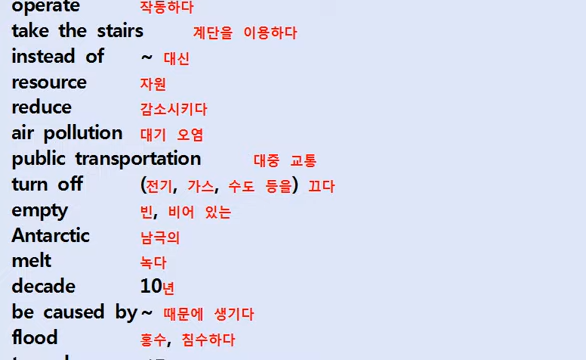 operate 작동하다
take the stairs 계단을 이용하다
instead of ~ 대신
resource 자원
reduce 감소시키다
air pollution 대기 오염
public transportation 대중 교통
turn off (전기, 가스, 수도 등을) 끄다
empty 빈, 비어 있는
Antarctic 남극의
melt 녹다
decade 10년
be caused by ~ 때문에 생기다
flood 홍수, 침수하다